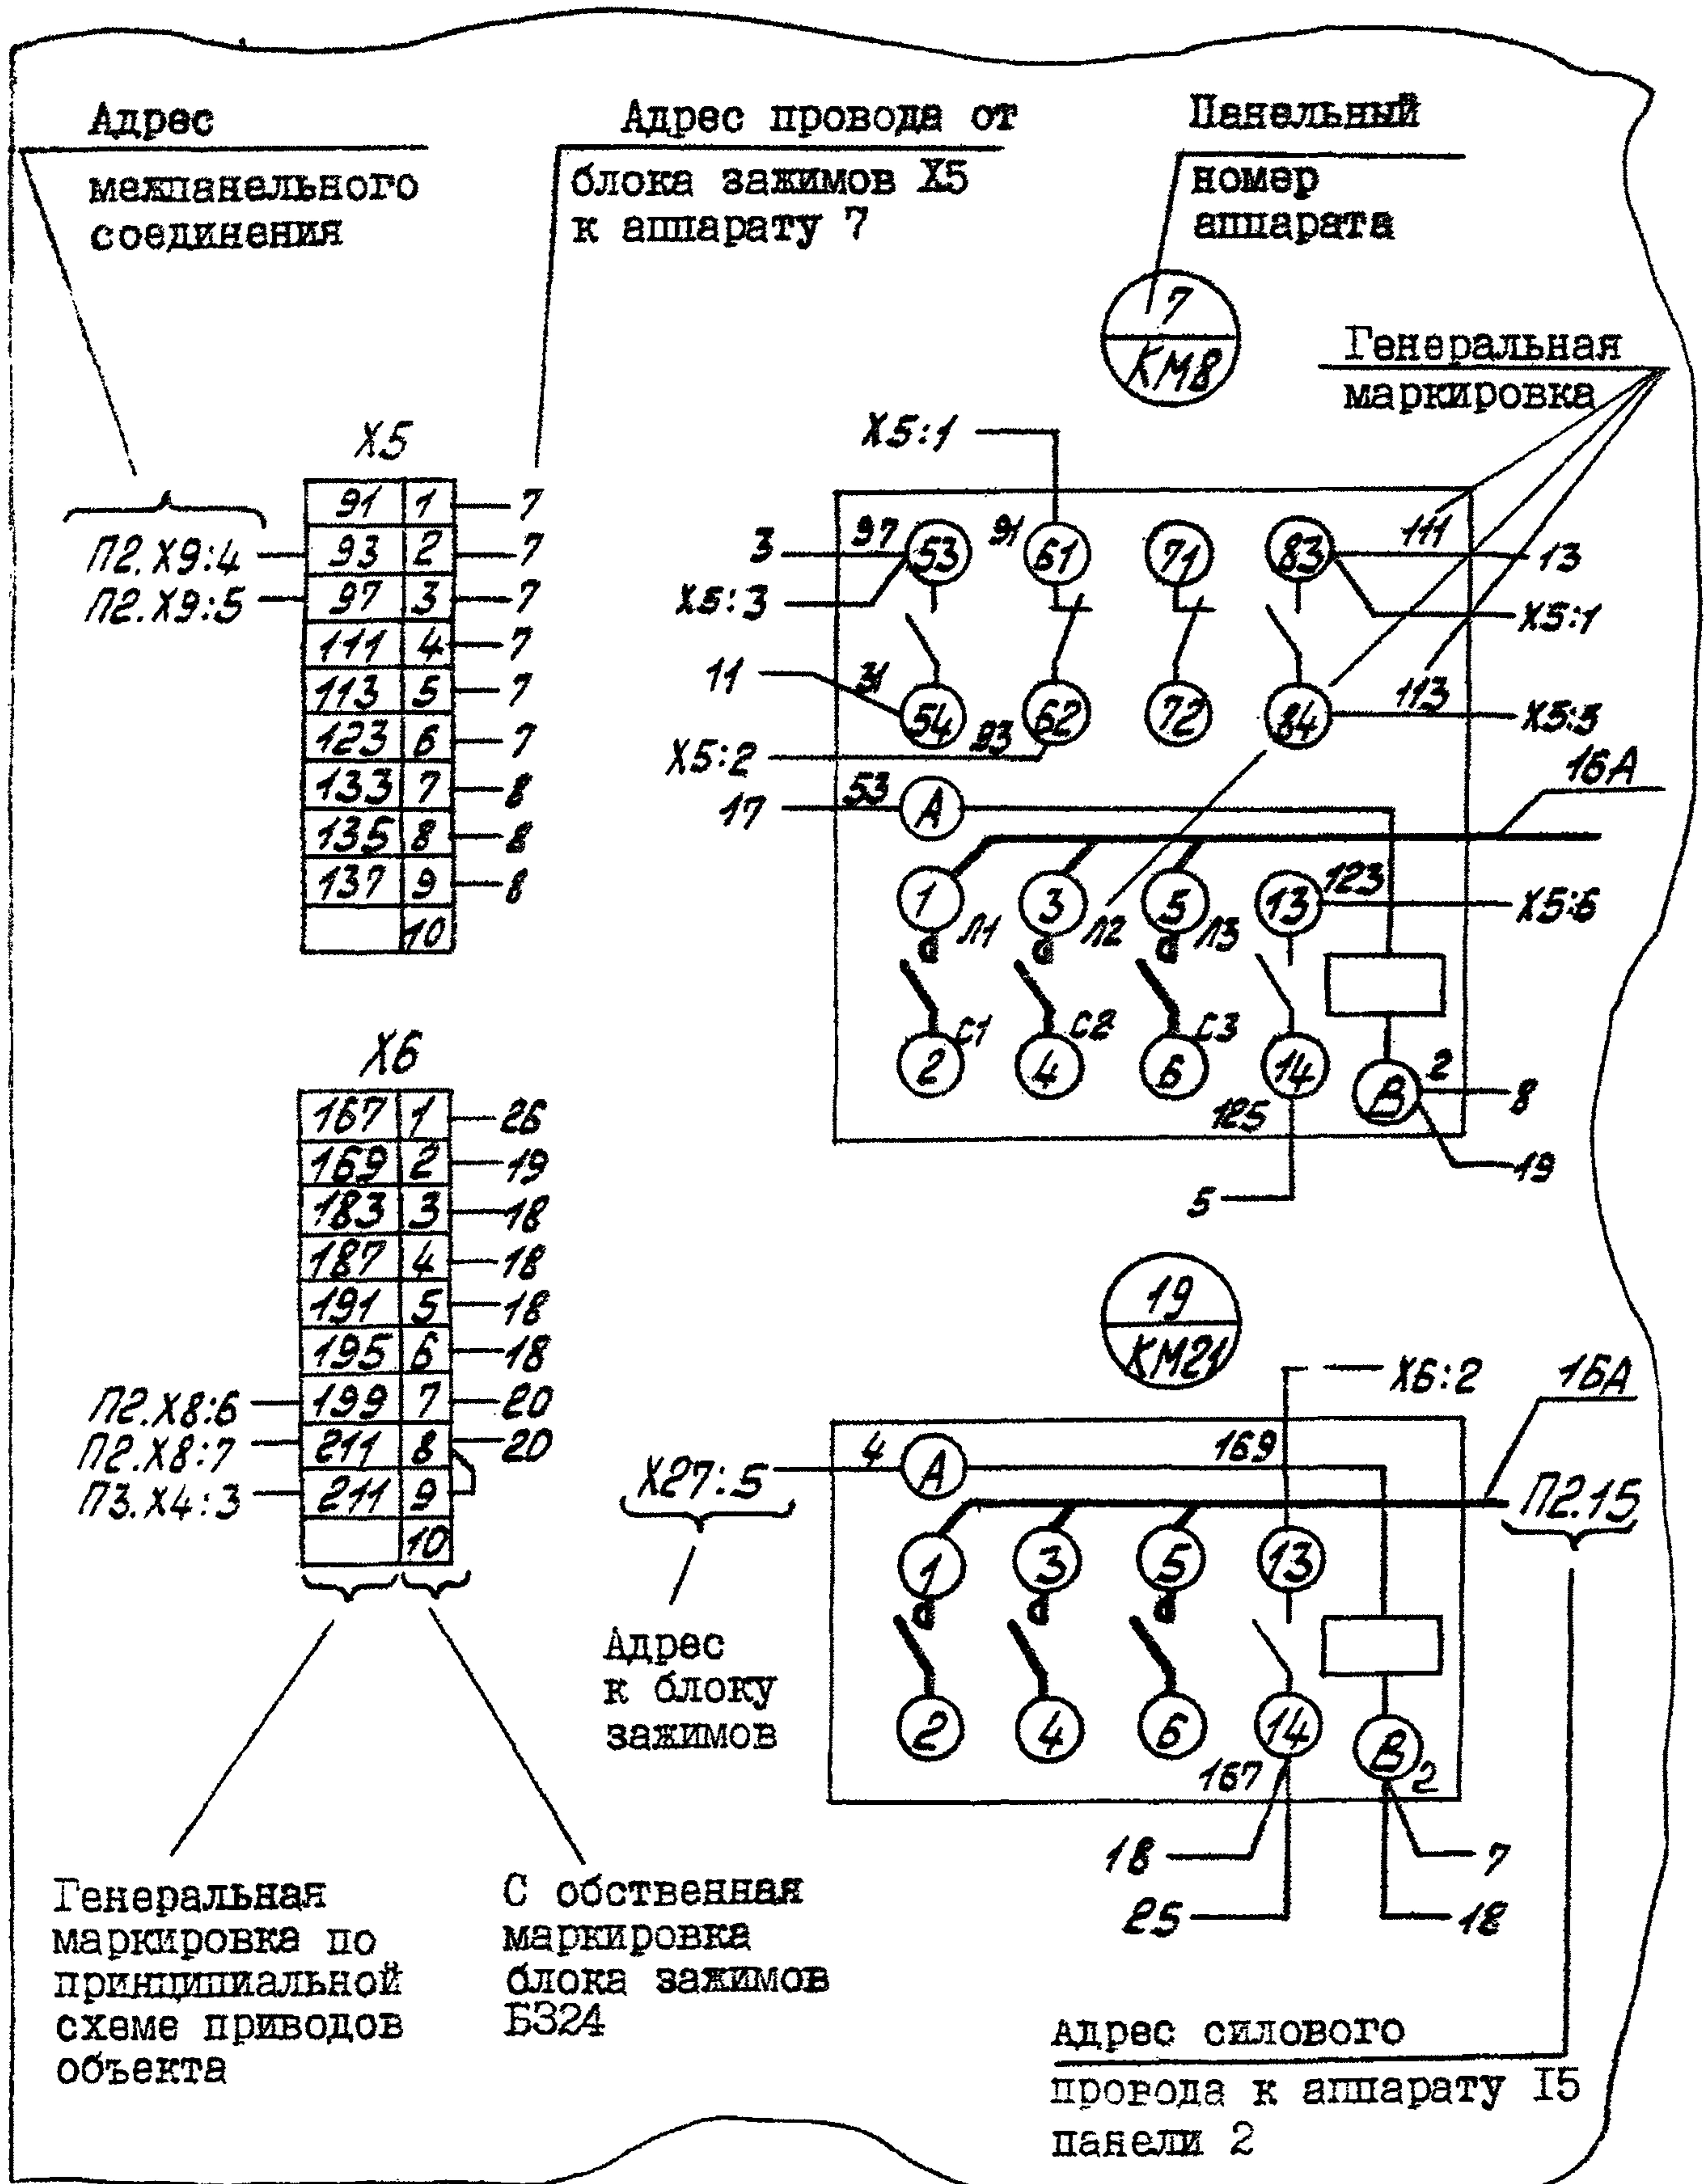 Адрес
межпанельного
соединения
Адрес провода от
блока зажимов Х5
к аппарату 7
Панельный
номер
аппарата
7
КМ8
Генеральная
маркировка
Х5
91 1 7
П2.Х9:4 93 2 7
П2.Х9:5 97 3 7
111 4 7
113 5 7
123 6 7
133 7 8
135 8 8
137 9 8
10
Х5:1
3 97 53 91 61 71 83 111 13
Х5:3 Х5:1
11 31 54 62 72 84 113 Х5:5
Х5:2 93
16А
17 53 А
1 Л1 3 Л2 5 Л3 13 123 Х5:6
2 С1 4 С2 6 С3 14 В 2 8
125
19
5
Х6
167 1 26
169 2 19
183 3 18
187 4 18
191 5 18
195 6 18
П2.Х8:6 199 7 20
П2.Х8:7 211 8 20
П3.Х4:3 211 9
10
19
КМ21
Х6:2 16А
Х27:5 4 А 169 П2.15
1 3 5 13
2 4 6 14 В 2
167
18 7
25 18
Адрес
к блоку
зажимов
Генеральная
маркировка по
принципиальной
схеме приводов
объекта
С обственная
маркировка
блока зажимов
БЗ24
Адрес силового
провода к аппарату I5
панели 2